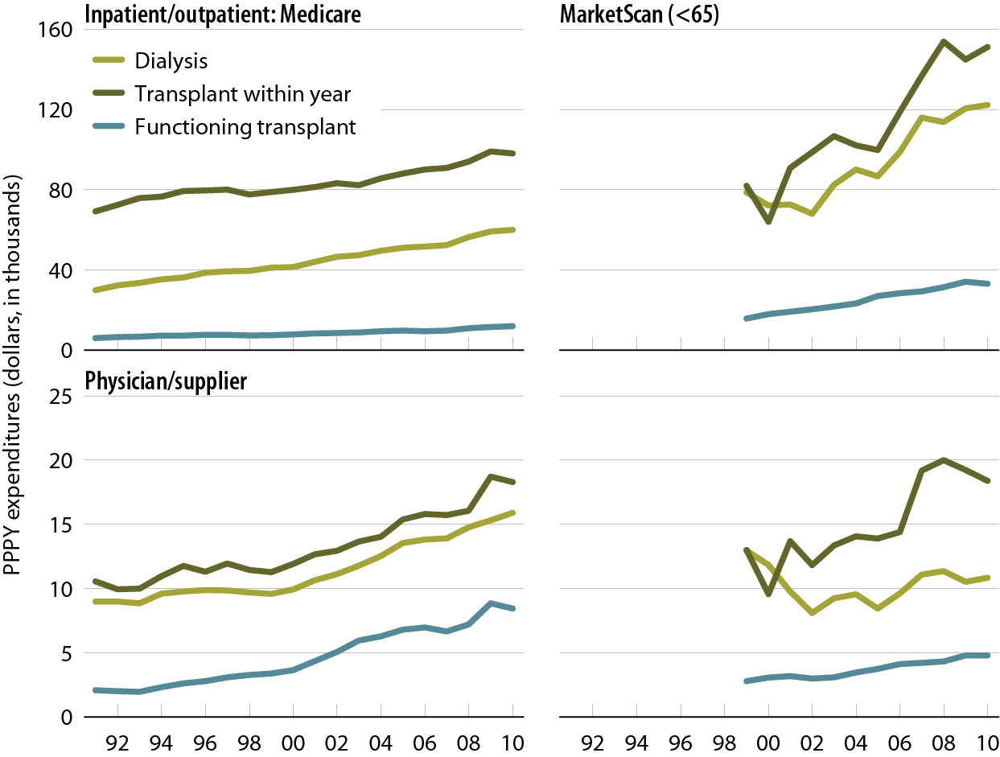 Inpatient/outpatient: Medicare
MarketScan (<65)
160
120
80
40
0
Dialysis
Transplant within year
Functioning transplant
PPPY expenditures (dollars, in thousands)
Physician/supplier
25
20
15
10
5
0
92 94 96 98 00 02 04 06 08 10
92 94 96 98 00 02 04 06 08 10